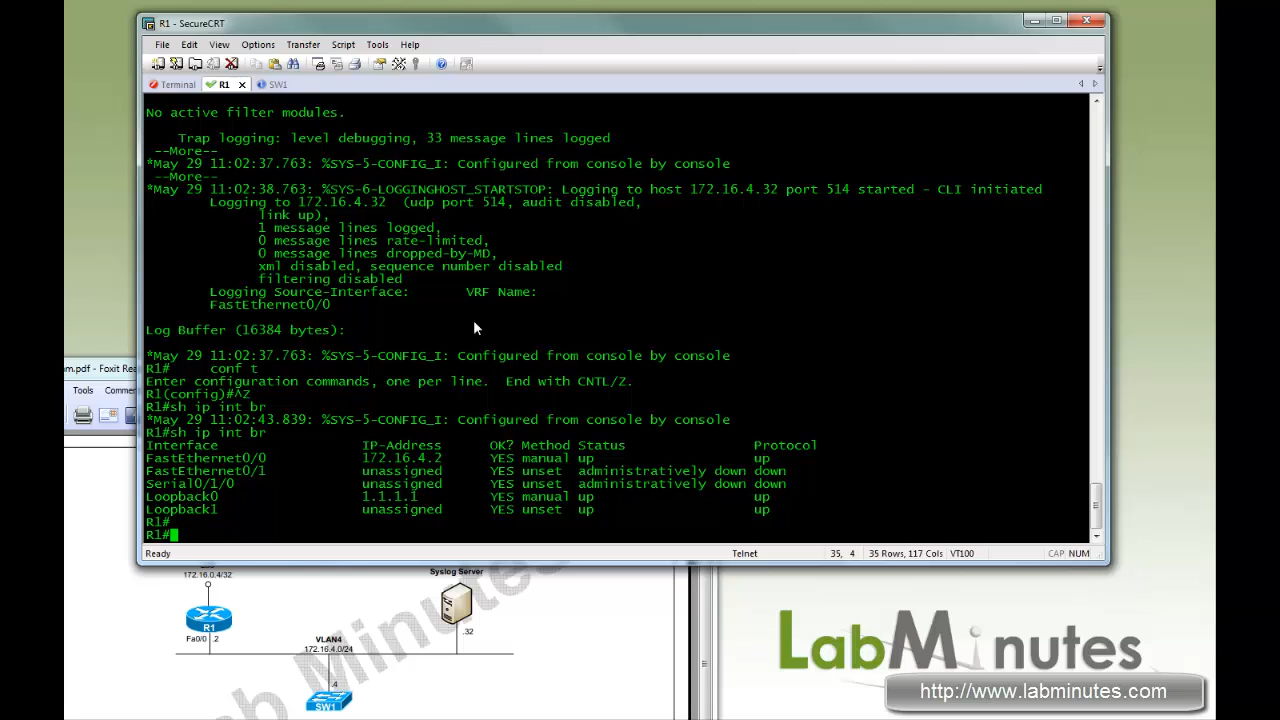 R1 - SecureCRT
File Edit View Options Transfer Script Tools Help
Terminal R1 SW1
No active filter modules.
Trap logging: level debugging, 33 message lines logged
--More--
*May 29 11:02:37.763: %SYS-5-CONFIG_I: Configured from console by console
--More--
*May 29 11:02:38.763: %SYS-6-LOGGINGHOST_STARTSTOP: Logging to host 172.16.4.32 port 514 started - CLI initiated
Logging to 172.16.4.32 (udp port 514, audit disabled,
link up),
1 message lines logged,
0 message lines rate-limited,
0 message lines dropped-by-MD,
xml disabled, sequence number disabled
filtering disabled
Logging Source-Interface: VRF Name:
FastEthernet0/0
Log Buffer (16384 bytes):
*May 29 11:02:37.763: %SYS-5-CONFIG_I: Configured from console by console
R1# conf t
Enter configuration commands, one per line. End with CNTL/Z.
R1(config)#^Z
R1#sh ip int br
*May 29 11:02:43.839: %SYS-5-CONFIG_I: Configured from console by console
R1#sh ip int br
Interface IP-Address OK? Method Status Protocol
FastEthernet0/0 172.16.4.2 YES manual up up
FastEthernet0/1 unassigned YES unset administratively down down
Serial0/1/0 unassigned YES unset administratively down down
Loopback0 1.1.1.1 YES manual up up
Loopback1 unassigned YES unset up up
R1#
R1#
Ready Telnet 35, 4 35 Rows, 117 Cols VT100 CAP NUM
m.pdf - Foxit Rea
Tools Commen
172.16.0.4/32
Syslog Server
R1
Fa0/0 .2
.32
VLAN4
172.16.4.0/24
.4
SW1
Lab Minutes
LabMinutes
http://www.labminutes.com